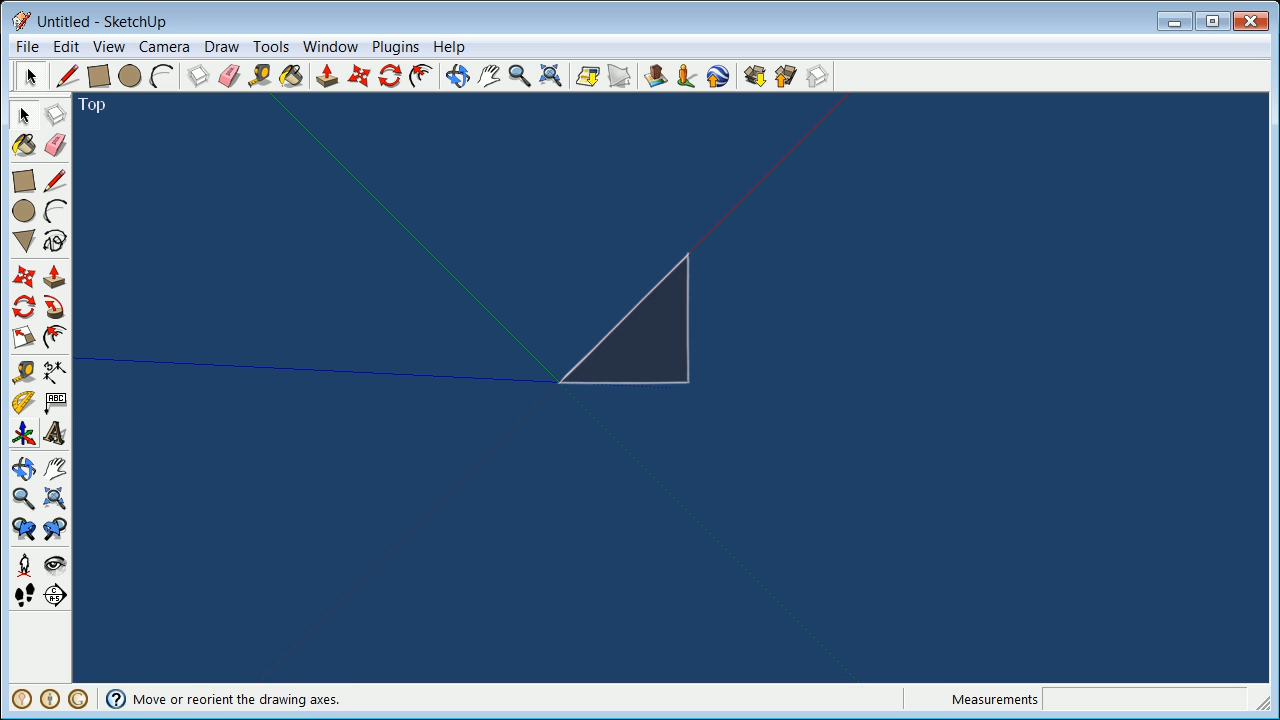 Untitled - SketchUp
File Edit View Camera Draw Tools Window Plugins Help
Top
ABC
Move or reorient the drawing axes.
Measurements